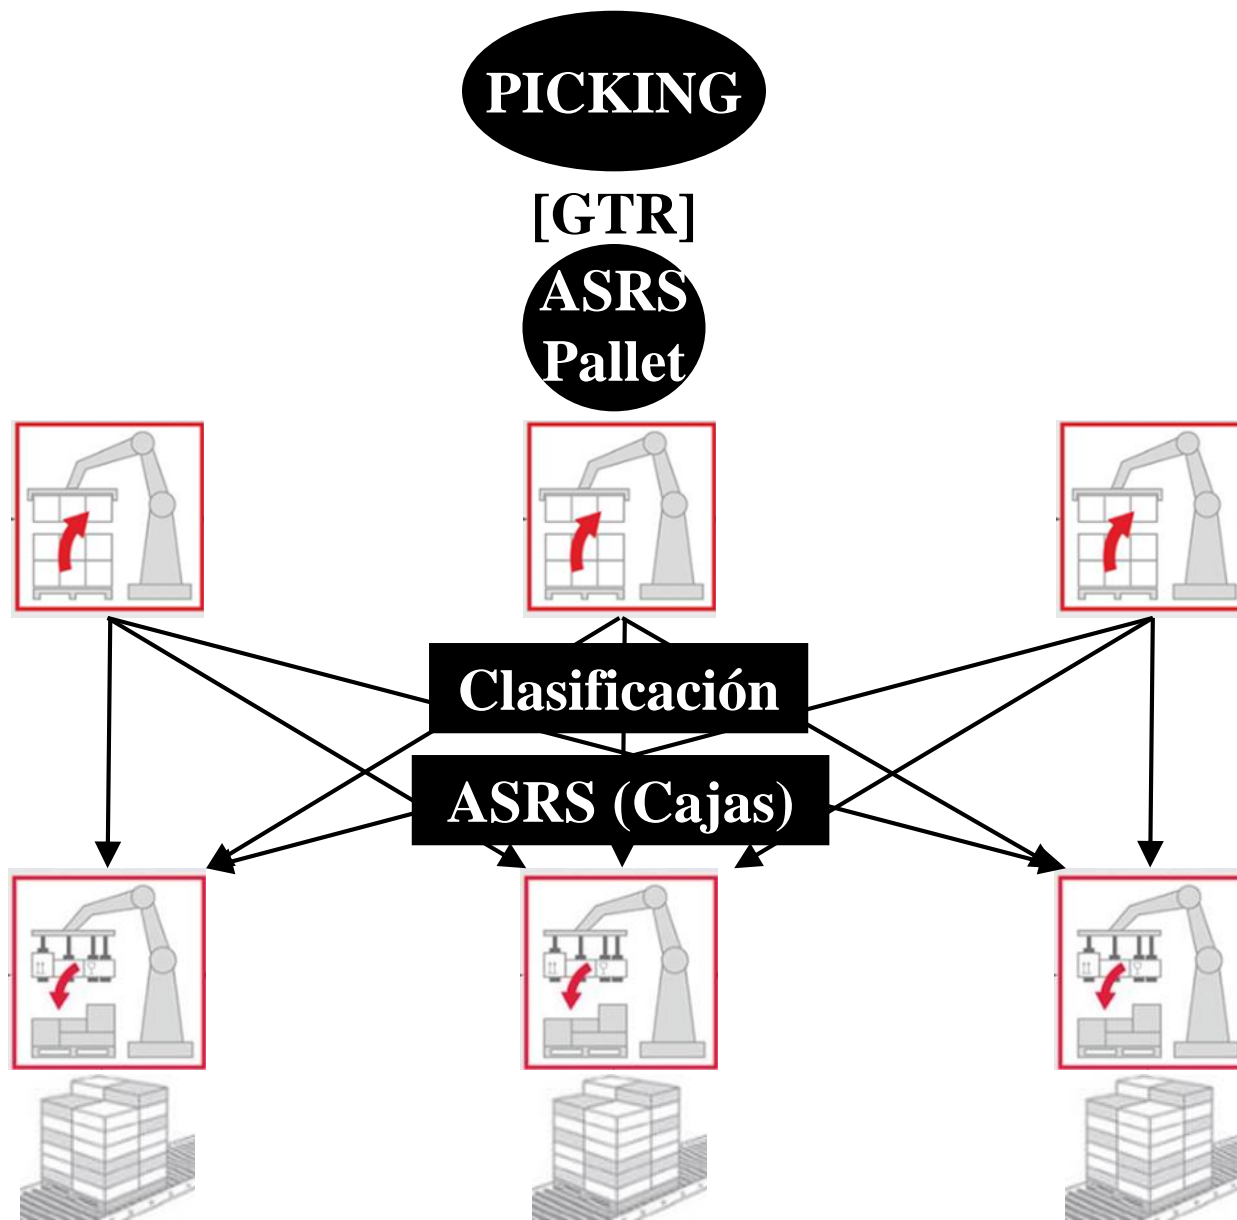 PICKING
[GTR]
ASRS
Pallet
Clasificación
ASRS (Cajas)